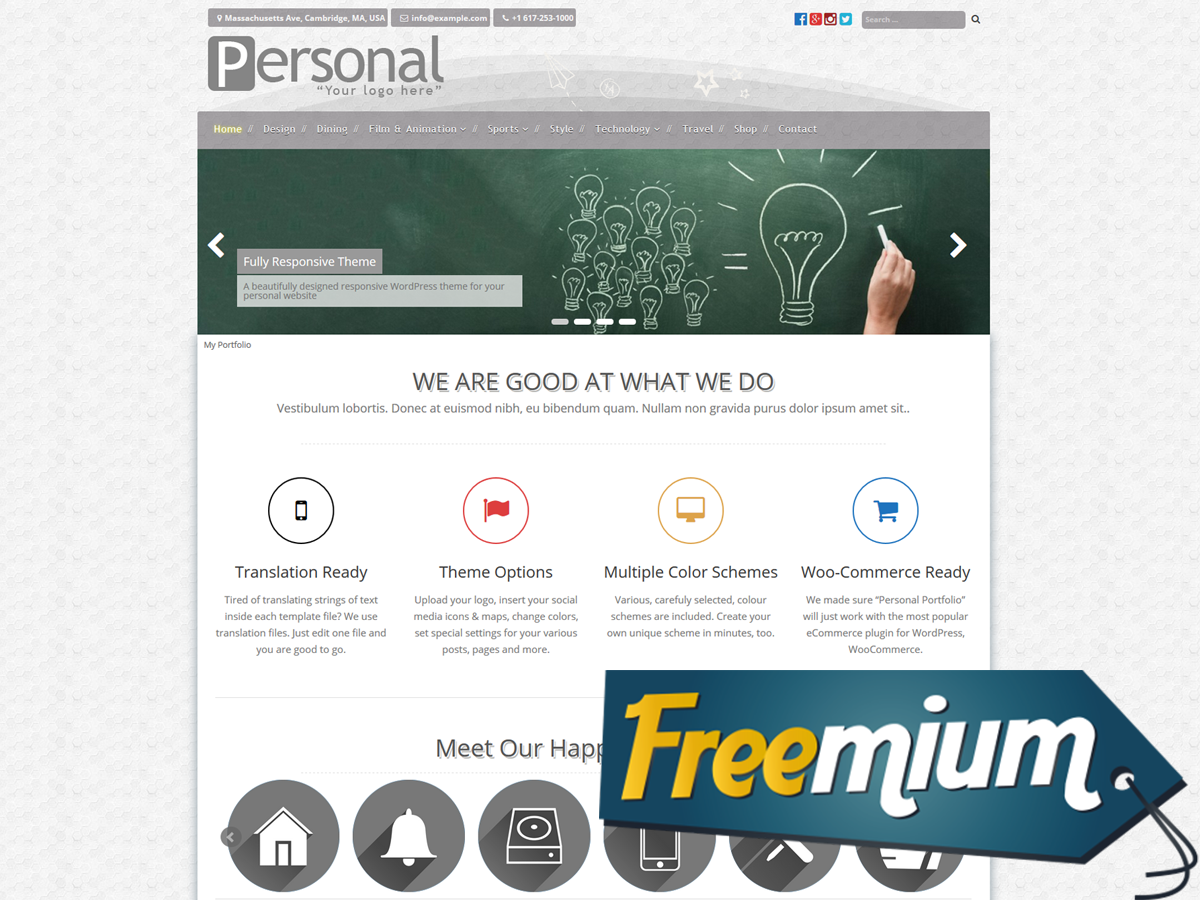 Massachusetts Ave, Cambridge, MA, USA
info@example.com
+1 617-253-1000
Search ...
Personal
“Your logo here”
Home // Design // Dining // Film & Animation // Sports // Style // Technology // Travel // Shop // Contact
Fully Responsive Theme
A beautifully designed responsive WordPress theme for your
personal website
My Portfolio
WE ARE GOOD AT WHAT WE DO
Vestibulum lobortis. Donec at euismod nibh, eu bibendum quam. Nullam non gravida purus dolor ipsum amet sit..
Translation Ready
Tired of translating strings of text
inside each template file? We use
translation files. Just edit one file and
you are good to go.
Theme Options
Upload your logo, insert your social
media icons & maps, change colors,
set special settings for your various
posts, pages and more.
Multiple Color Schemes
Various, carefuly selected, colour
schemes are included. Create your
own unique scheme in minutes, too.
Woo-Commerce Ready
We made sure “Personal Portfolio”
will just work with the most popular
eCommerce plugin for WordPress,
WooCommerce.
Meet Our
Freemium